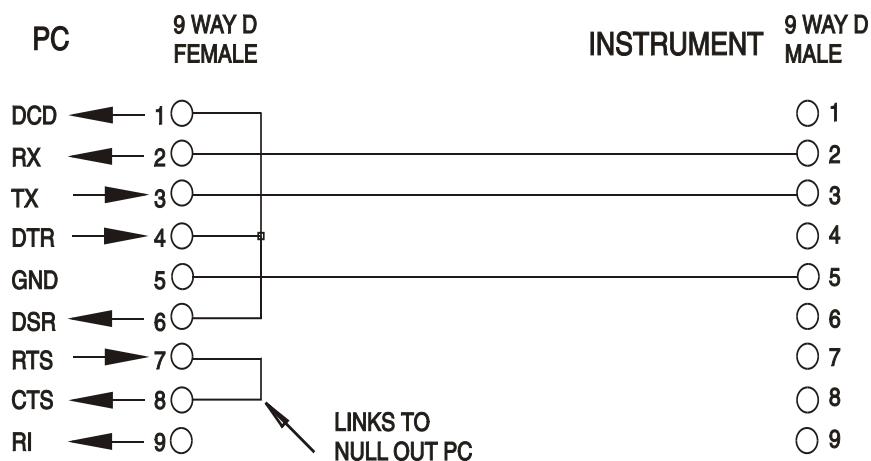 PC
9 WAY D
FEMALE
INSTRUMENT
9 WAY D
MALE
DCD 1 1
RX 2 2
TX 3 3
DTR 4 4
GND 5 5
DSR 6 6
RTS 7 7
CTS 8 8
RI 9 9
LINKS TO
NULL OUT PC